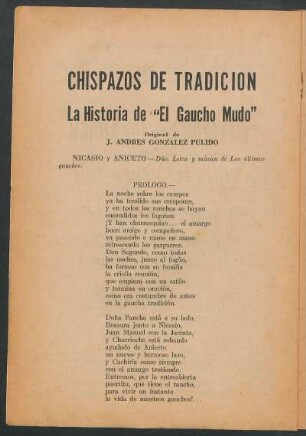 CHISPAZOS DE TRADICION
La Historia de "El Gaucho Mudo"
Original de
J. ANDRES GONZALEZ PULIDO
NICASIO y ANICETO—Dúo. Letra y música de Los últimos
gauchos.
PROLOGO.—
La noche sobre los campos
ya ha tendido sus crespones,
y en todos los ranchos se hayan
encendidos los fogones.
¡Y han churrasquiao... el amargo
buen amigo y compañero,
va pasando e mano en mano
refrescando los gargueros.
Don Segundo, como todas
las noches, junto al fogón,
ha formao con su familia
la criolla reunión,
que empieza con un estilo
y termina en oración,
como era costumbre de antes
en la gaucha tradición.
Doña Pancha está a su lado,
Rosaura junto a Nicasio,
Juan Manuel con la Jacinta,
y Churrinche está sobando
ayudado de Aniceto
un nuevo y hermoso lazo,
y Cachirla como siempre
con el amargo trenzando.
Entremos, por la entreabierta
puertita, que tiene el rancho,
para vivir un instante
la vida de nuestros gauchos!"...